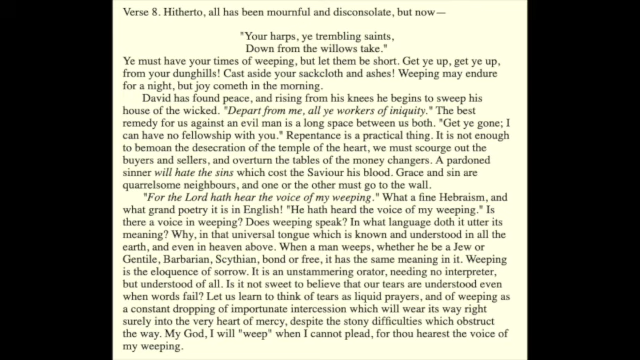 Verse 8. Hitherto, all has been mournful and disconsolate, but now—
"Your harps, ye trembling saints,
Down from the willows take."
Ye must have your times of weeping, but let them be short. Get ye up, get ye up,
from your dunghills! Cast aside your sackcloth and ashes! Weeping may endure
for a night, but joy cometh in the morning.
David has found peace, and rising from his knees he begins to sweep his
house of the wicked. "Depart from me, all ye workers of iniquity." The best
remedy for us against an evil man is a long space between us both. "Get ye gone; I
can have no fellowship with you." Repentance is a practical thing. It is not enough
to bemoan the desecration of the temple of the heart, we must scourge out the
buyers and sellers, and overturn the tables of the money changers. A pardoned
sinner will hate the sins which cost the Saviour his blood. Grace and sin are
quarrelsome neighbours, and one or the other must go to the wall.
"For the Lord hath hear the voice of my weeping." What a fine Hebraism, and
what grand poetry it is in English! "He hath heard the voice of my weeping." Is
there a voice in weeping? Does weeping speak? In what language doth it utter its
meaning? Why, in that universal tongue which is known and understood in all the
earth, and even in heaven above. When a man weeps, whether he be a Jew or
Gentile, Barbarian, Scythian, bond or free, it has the same meaning in it. Weeping
is the eloquence of sorrow. It is an unstammering orator, needing no interpreter,
but understood of all. Is it not sweet to believe that our tears are understood even
when words fail? Let us learn to think of tears as liquid prayers, and of weeping as
a constant dropping of importunate intercession which will wear its way right
surely into the very heart of mercy, despite the stony difficulties which obstruct
the way. My God, I will "weep" when I cannot plead, for thou hearest the voice of
my weeping.